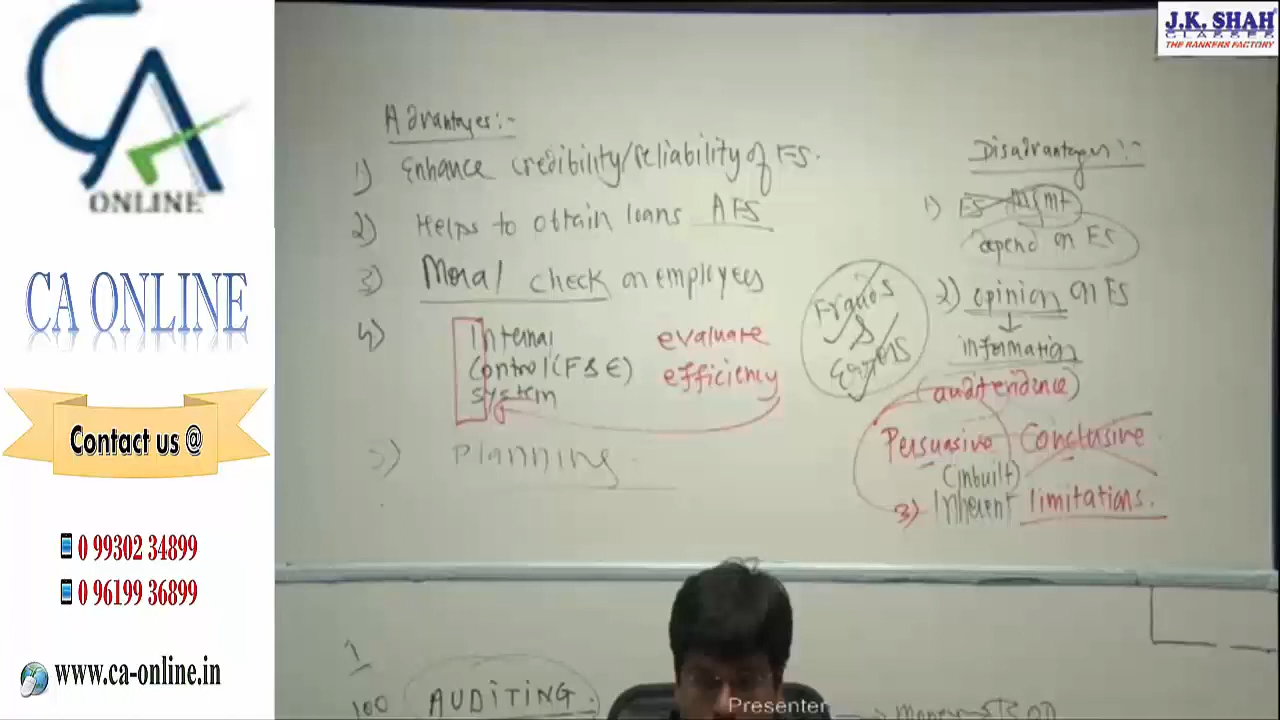 CA
ONLINE
CA ONLINE
Contact us @
0 99302 34899
0 96199 36899
www.ca-online.in
J.K. SHAH
CLASSES
THE RANKERS FACTORY
Advantages:-
1) Enhance credibility/reliability of FS.
2) Helps to obtain loans AFS
3) Moral check on employees
4) Internal evaluate
Control (F&E) efficiency
System
5) Planning
Frauds
&
Errors
Disadvantages:-
1) FS Mgmt
depend on FS
2) opinion on FS
information
(audit evidence)
Persuasive Conclusive
(Inbuilt)
3) Inherent limitations.
1
100 AUDITING
Presenter